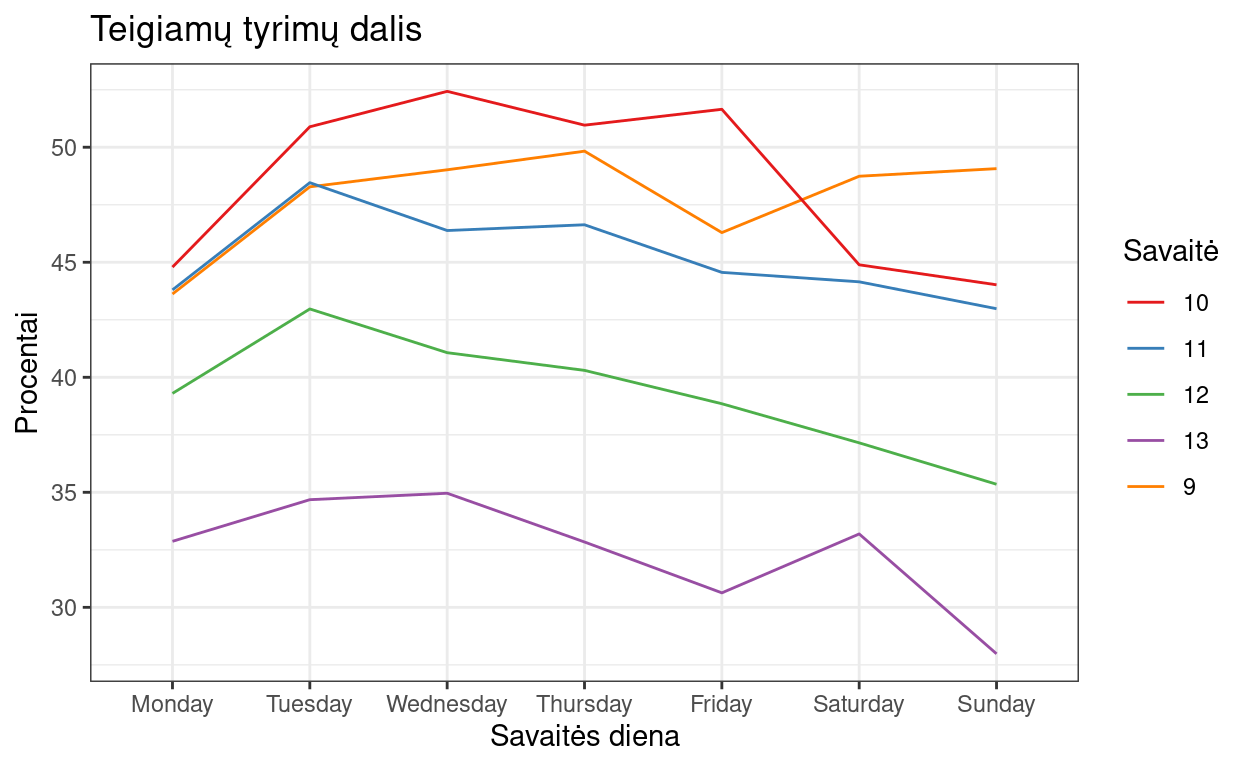 Teigiamų tyrimų dalis
Procentai
50
45
40
35
30
Monday Tuesday Wednesday Thursday Friday Saturday Sunday
Savaitės diena
Savaitė
10
11
12
13
9